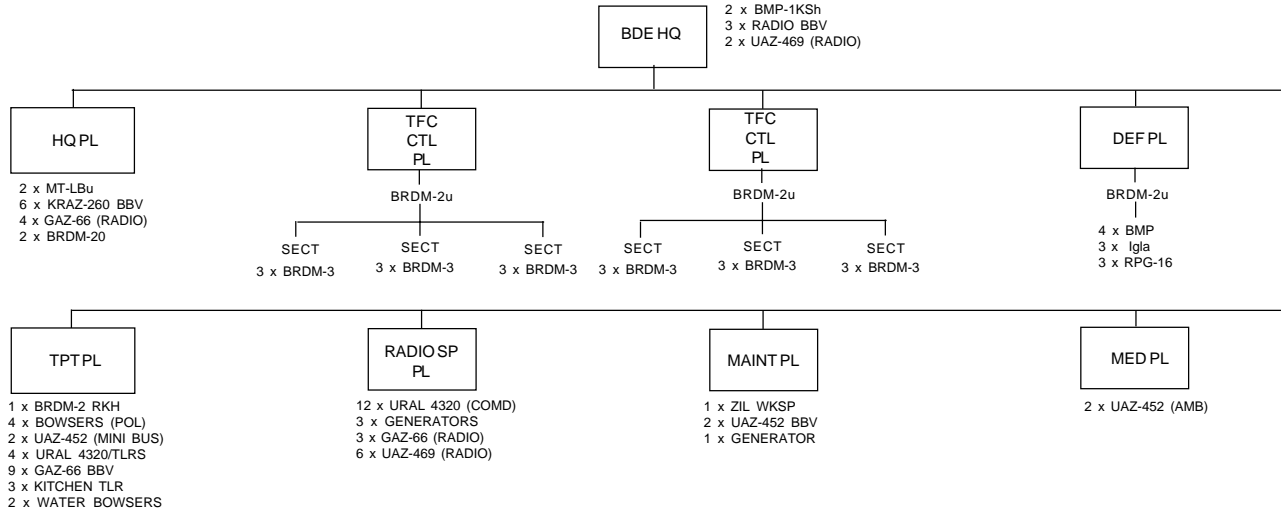 BDE HQ
2 x BMP-1KSh
3 x RADIO BBV
2 x UAZ-469 (RADIO)
HQ PL
2 x MT-LBu
6 x KRAZ-260 BBV
4 x GAZ-66 (RADIO)
2 x BRDM-20
TFC
CTL
PL
BRDM-2u
SECT
3 x BRDM-3
SECT
3 x BRDM-3
SECT
3 x BRDM-3
TFC
CTL
PL
BRDM-2u
SECT
3 x BRDM-3
SECT
3 x BRDM-3
SECT
3 x BRDM-3
DEF PL
BRDM-2u
4 x BMP
3 x Igla
3 x RPG-16
TPT PL
1 x BRDM-2 RKH
4 x BOWSERS (POL)
2 x UAZ-452 (MINI BUS)
4 x URAL 4320/TLRS
9 x GAZ-66 BBV
3 x KITCHEN TLR
2 x WATER BOWSERS
RADIO SP
PL
12 x URAL 4320 (COMD)
3 x GENERATORS
3 x GAZ-66 (RADIO)
6 x UAZ-469 (RADIO)
MAINT PL
1 x ZIL WKSP
2 x UAZ-452 BBV
1 x GENERATOR
MED PL
2 x UAZ-452 (AMB)